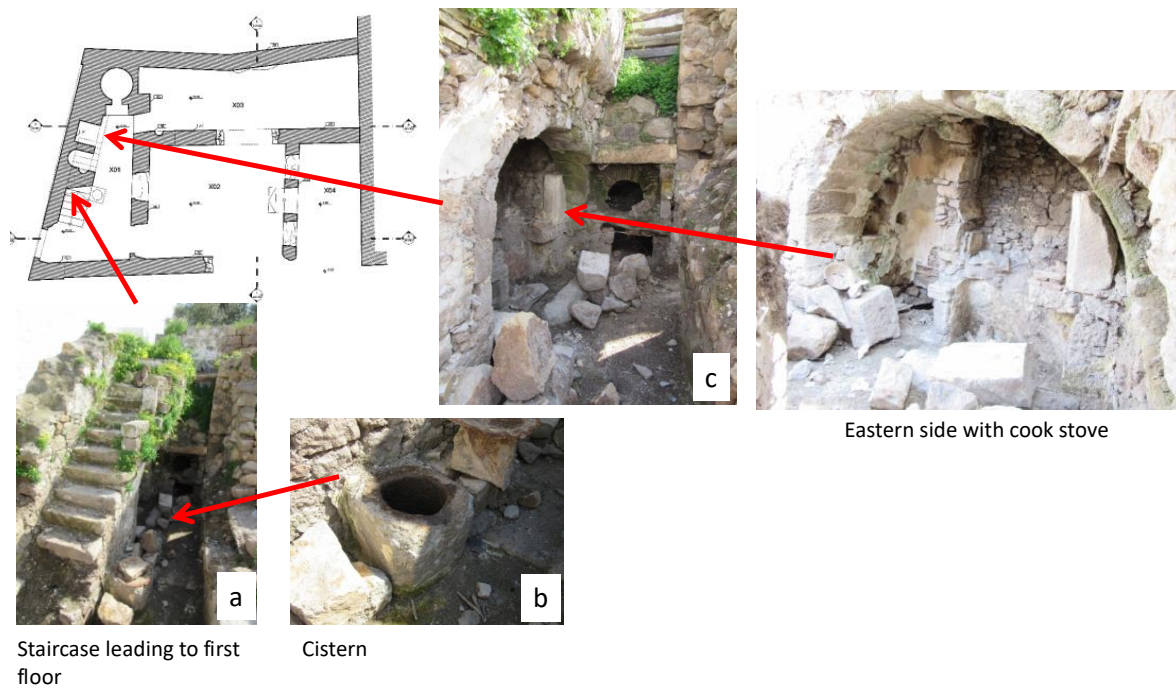 X03
X01
X02
X04
c
Eastern side with cook stove
a
b
Staircase leading to first
floor
Cistern